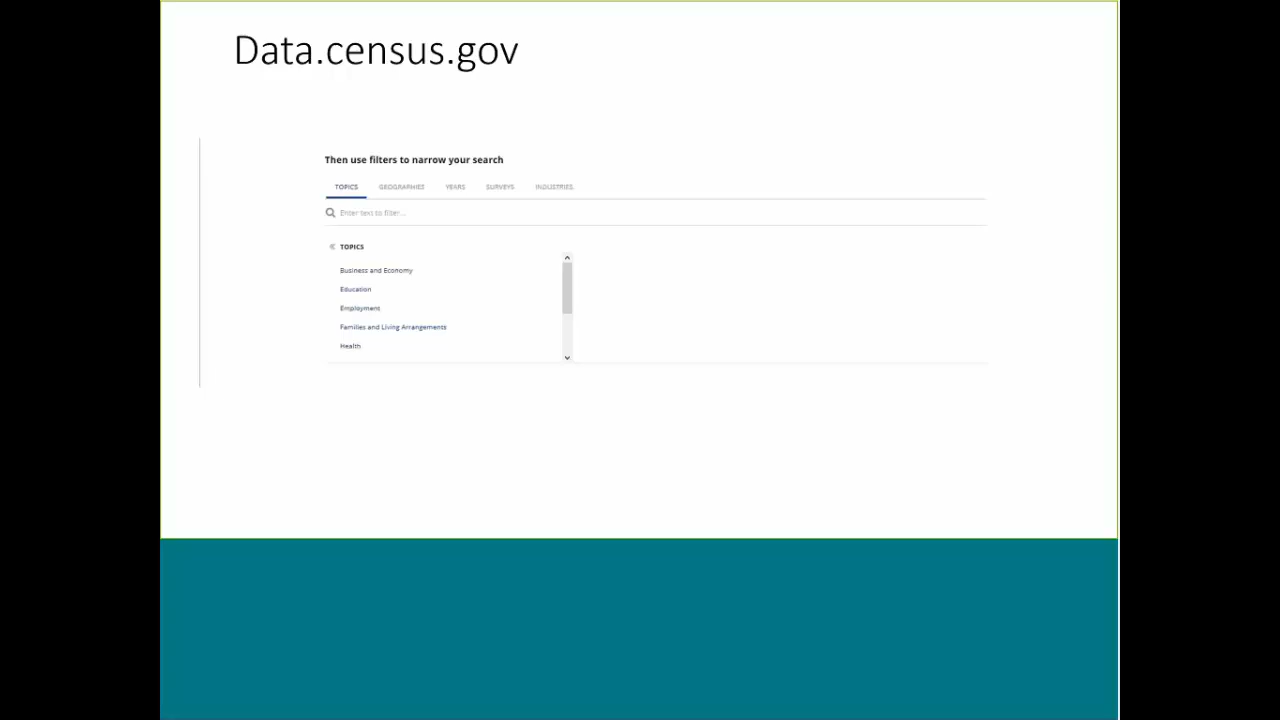 Data.census.gov
Then use filters to narrow your search
TOPICS GEOGRAPHIES YEARS SURVEYS INDUSTRIES
Enter text to filter...
TOPICS
Business and Economy
Education
Employment
Families and Living Arrangements
Health